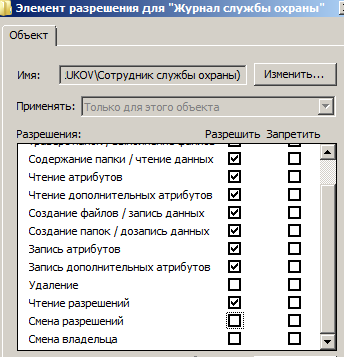 Элемент разрешения для "Журнал службы охраны"
Объект
Имя: .UKOV\Сотрудник службы охраны) Изменить...
Применять: Только для этого объекта
Разрешения: Разрешить Запретить
Содержание папки / чтение данных
Чтение атрибутов
Чтение дополнительных атрибутов
Создание файлов / запись данных
Создание папок / дозапись данных
Запись атрибутов
Запись дополнительных атрибутов
Удаление
Чтение разрешений
Смена разрешений
Смена владельца